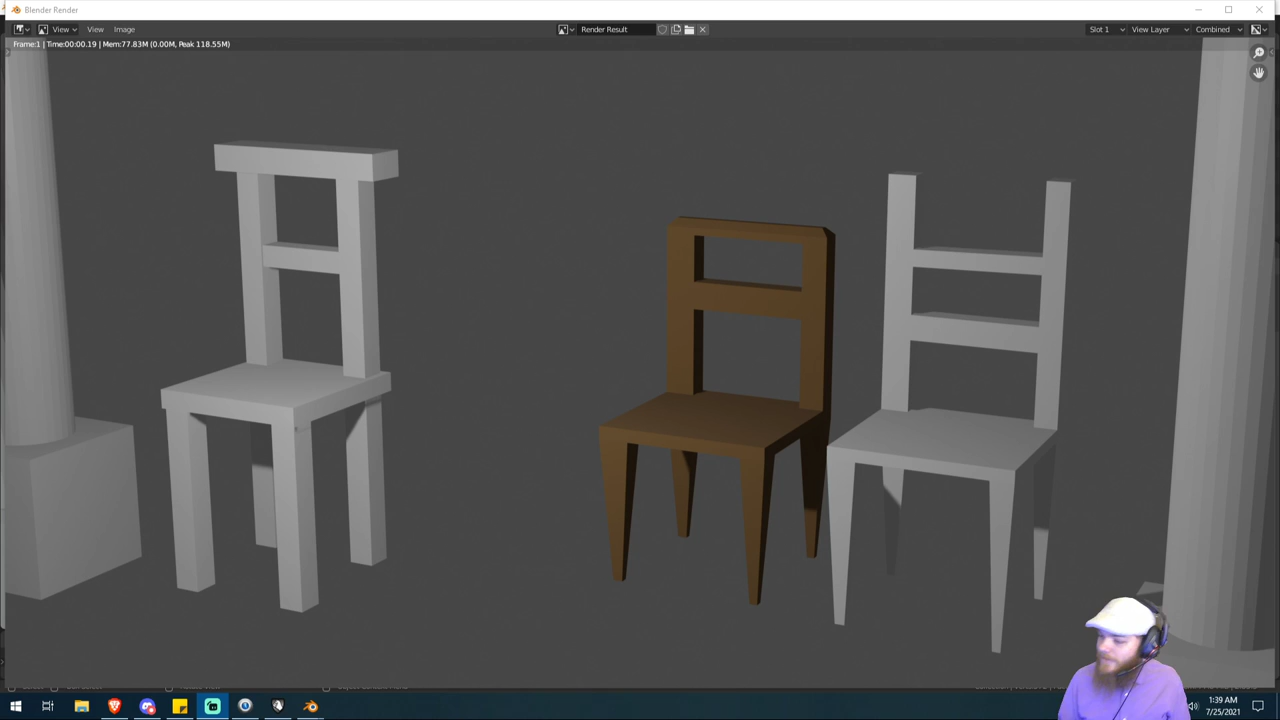 Blender Render
View View Image Render Result Slot 1 View Layer Combined
Frame:1 | Time:00:00.19 | Mem:77.83M (0.00M, Peak 118.55M)
1:39 AM
7/25/2021